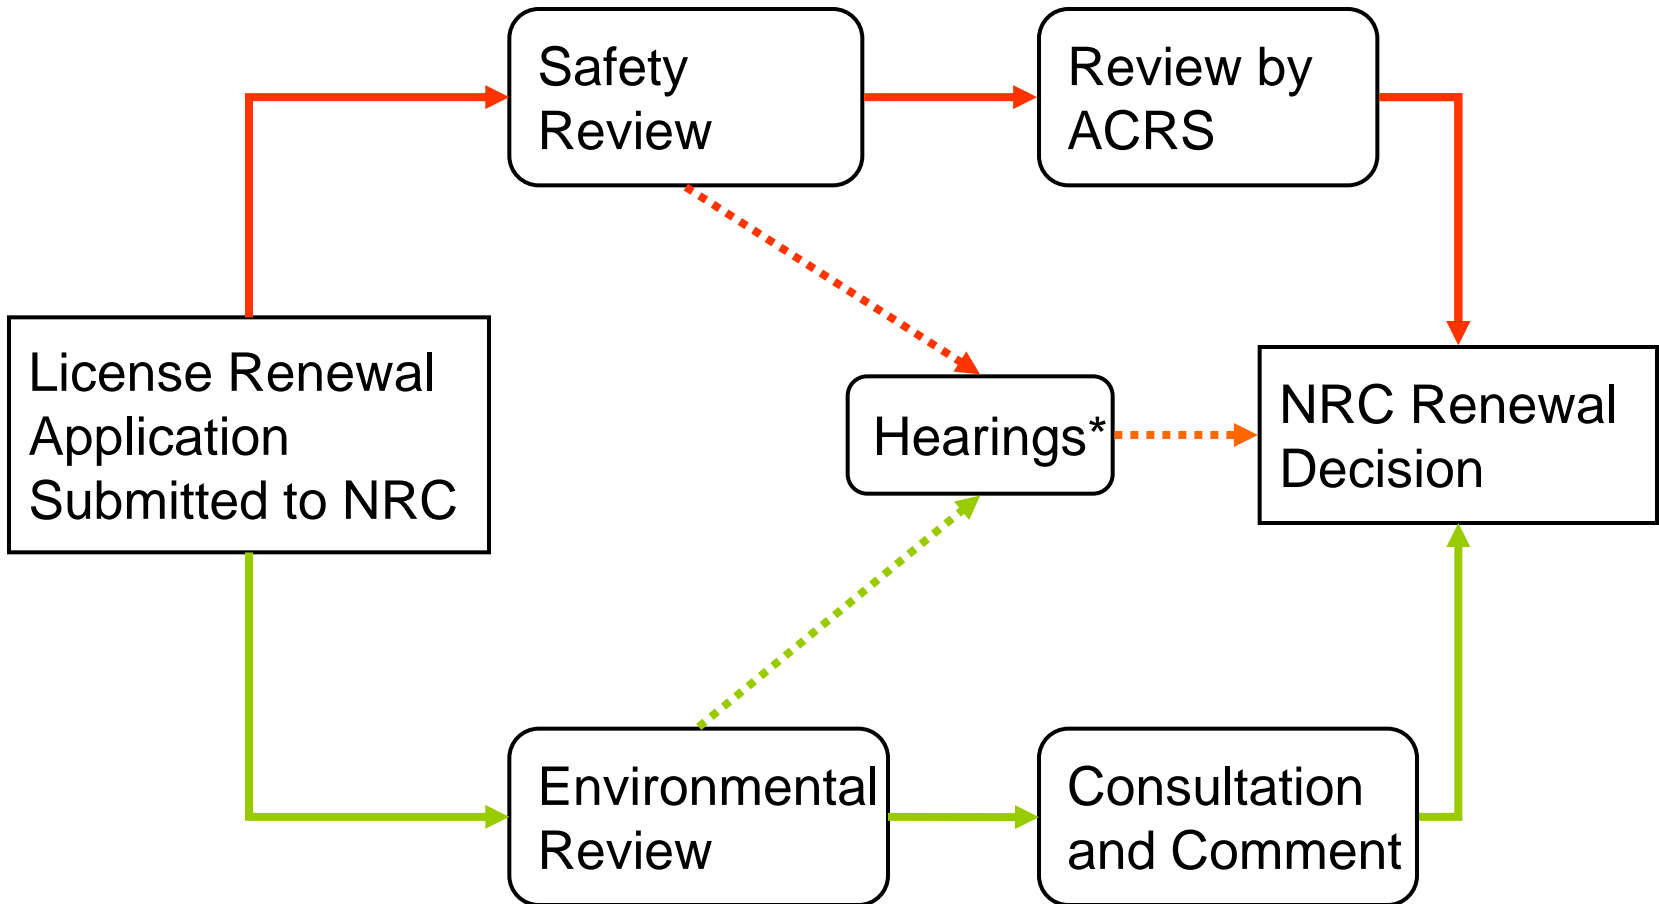 Safety
Review
Review by
ACRS
License Renewal
Application
Submitted to NRC
Hearings*
NRC Renewal
Decision
Environmental
Review
Consultation
and Comment